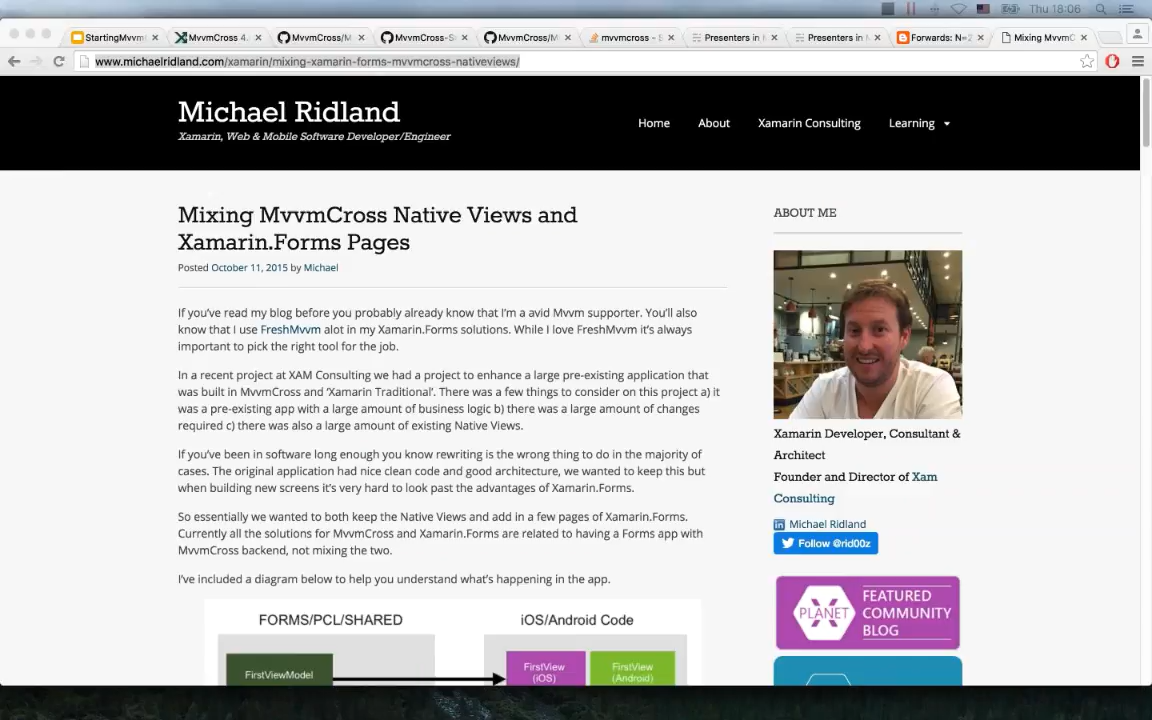 Thu 18:06
StartingMvvm
MvvmCross 4.
MvvmCross/M
MvvmCross-S
MvvmCross/M
mvvmcross - S
Presenters in
Presenters in M
Forwards: N=2
Mixing MvvmC
www.michaelridland.com/xamarin/mixing-xamarin-forms-mvvmcross-nativeviews/
Michael Ridland
Xamarin, Web & Mobile Software Developer/Engineer
Home About Xamarin Consulting Learning
Mixing MvvmCross Native Views and
Xamarin.Forms Pages
Posted October 11, 2015 by Michael
If you've read my blog before you probably already know that I'm a avid Mvvm supporter. You'll also
know that I use FreshMvvm alot in my Xamarin.Forms solutions. While I love FreshMvvm it's always
important to pick the right tool for the job.
In a recent project at XAM Consulting we had a project to enhance a large pre-existing application that
was built in MvvmCross and 'Xamarin Traditional'. There was a few things to consider on this project a) it
was a pre-existing app with a large amount of business logic b) there was a large amount of changes
required c) there was also a large amount of existing Native Views.
If you've been in software long enough you know rewriting is the wrong thing to do in the majority of
cases. The original application had nice clean code and good architecture, we wanted to keep this but
when building new screens it's very hard to look past the advantages of Xamarin.Forms.
So essentially we wanted to both keep the Native Views and add in a few pages of Xamarin.Forms.
Currently all the solutions for MvvmCross and Xamarin.Forms are related to having a Forms app with
MvvmCross backend, not mixing the two.
I've included a diagram below to help you understand what's happening in the app.
FORMS/PCL/SHARED
iOS/Android Code
FirstViewModel
FirstView
(iOS)
FirstView
(Android)
ABOUT ME
Xamarin Developer, Consultant &
Architect
Founder and Director of Xam
Consulting
Michael Ridland
Follow @rid00z
PLANET
FEATURED
COMMUNITY
BLOG